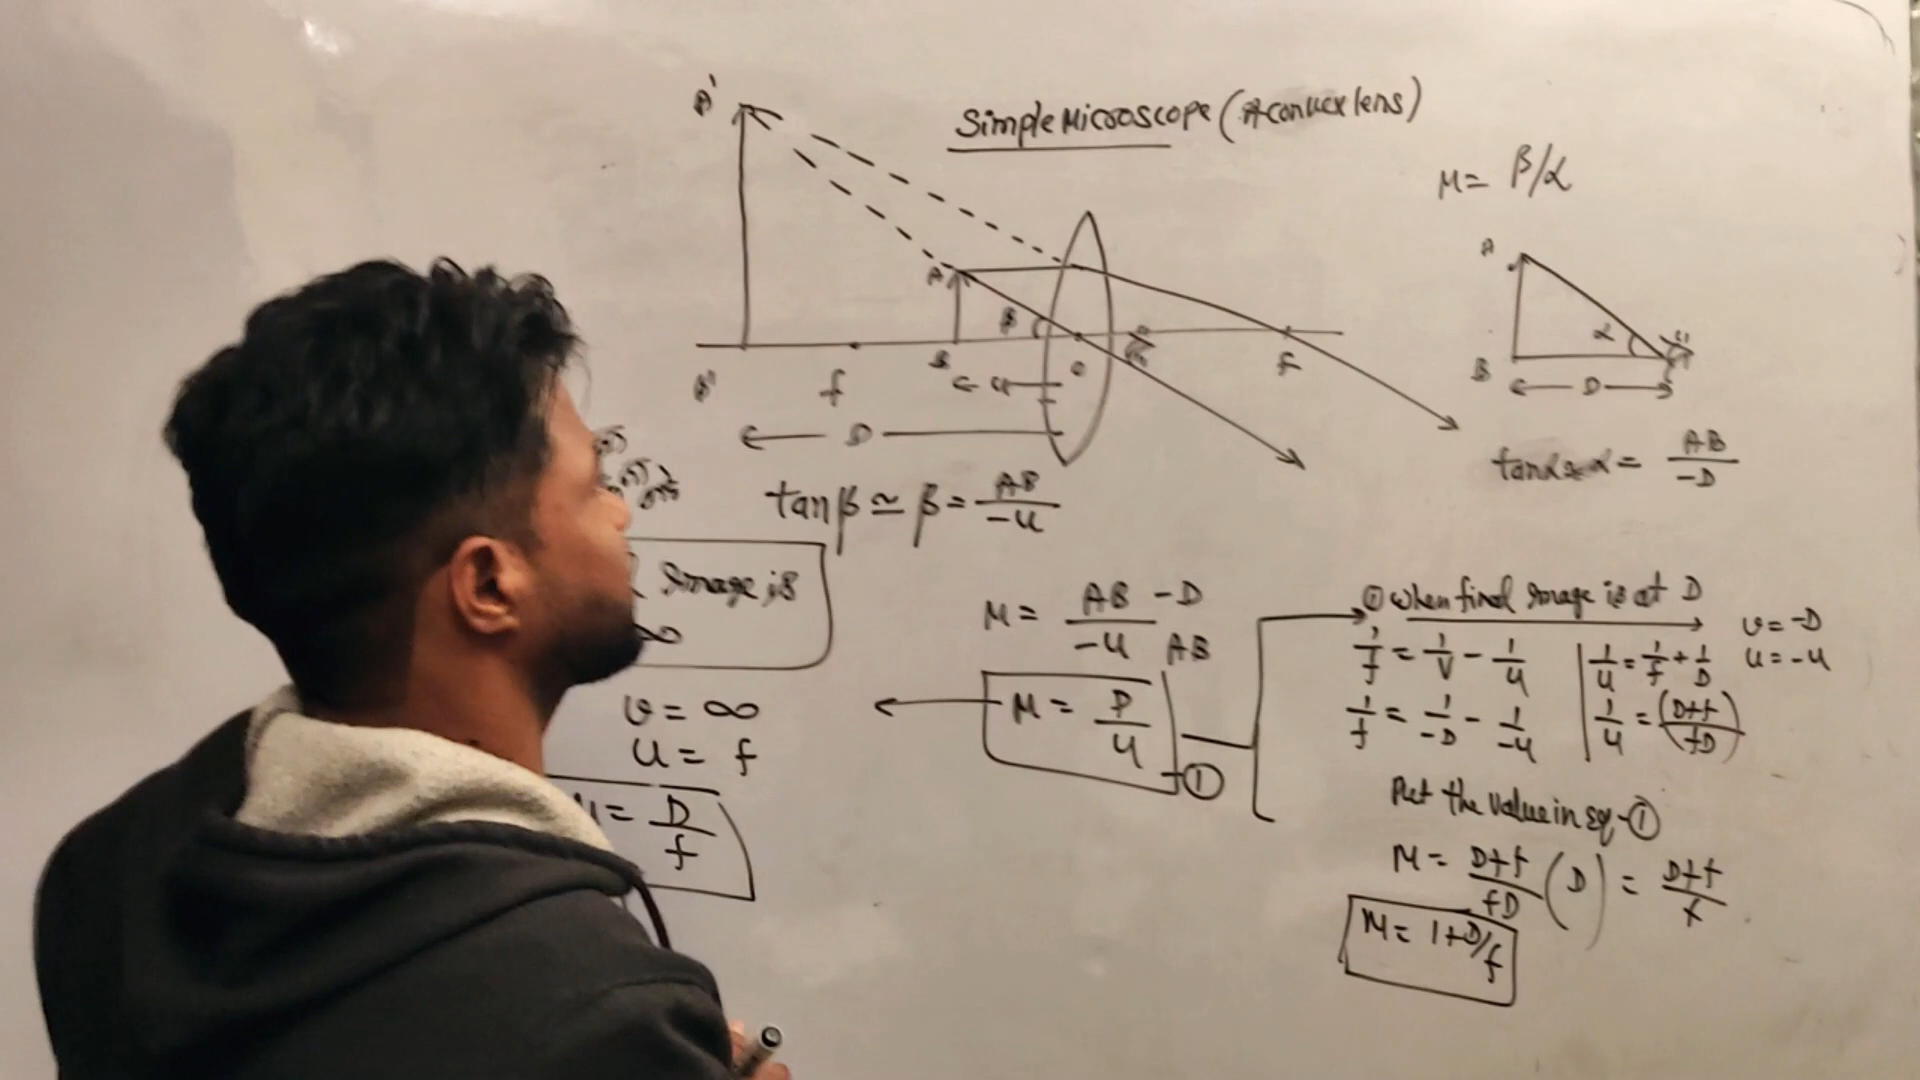 Simple Microscope (A convex lens)
A'
M = β/α
A
A
β
α
B
O
F
B
B'
f
← u —
← D →
← D —
tanα ≈ α = AB/-D
tanβ ≃ β = AB/-u
Image is
∞
M = AB/-u -D/AB
① when final Image is at D
v = -D
u = -u
1/f = 1/v - 1/u
1/u = 1/f + 1/D
M = D/u
①
1/f = 1/-D - 1/-u
1/u = (D+f/fD)
v = ∞
u = f
Put the value in eq-①
M = D/f
M = D+f/fD (D) = D+f/f
M = 1+D/f